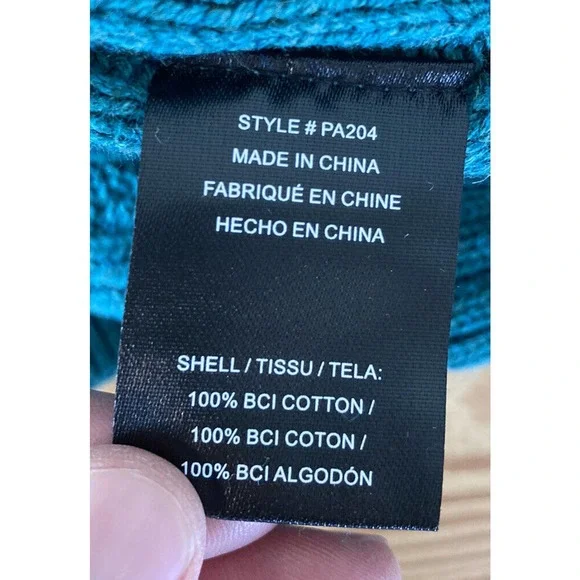 STYLE # PA204
MADE IN CHINA
FABRIQUÉ EN CHINE
HECHO EN CHINA
SHELL / TISSU / TELA:
100% BCI COTTON /
100% BCI COTON /
100% BCI ALGODÓN